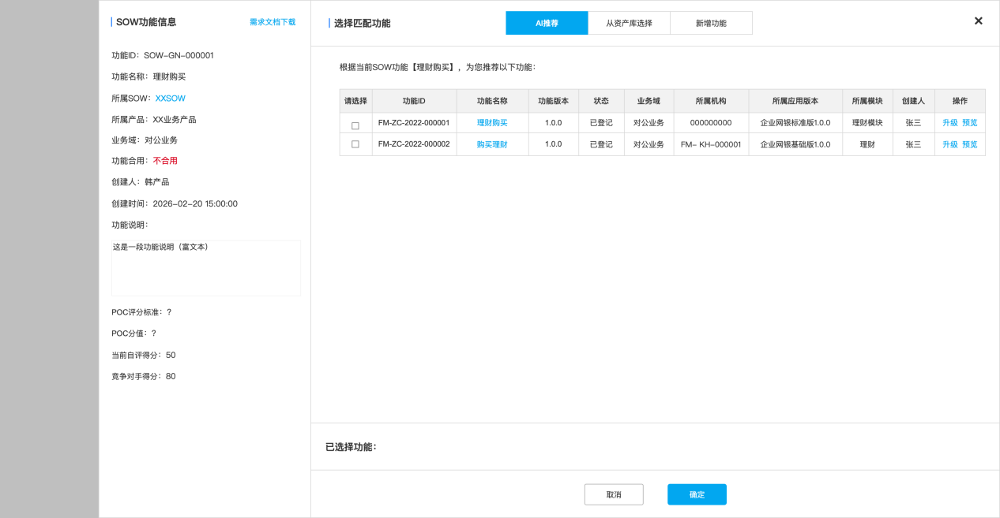 SOW功能信息
需求文档下载
功能ID：SOW-GN-000001
功能名称：理财购买
所属SOW：XXSOW
所属产品：XX业务产品
业务域：对公业务
功能合用：不合用
创建人：韩产品
创建时间：2026-02-20 15:00:00
功能说明：
这是一段功能说明（富文本）
POC评分标准：？
POC分值：？
当前自评得分：50
竞争对手得分：80
选择匹配功能
AI推荐 从资产库选择 新增功能
×
根据当前SOW功能【理财购买】，为您推荐以下功能：
请选择 功能ID 功能名称 功能版本 状态 业务域 所属机构 所属应用版本 所属模块 创建人 操作
FM-ZC-2022-000001 理财购买 1.0.0 已登记 对公业务 000000000 企业网银标准版1.0.0 理财模块 张三 升级 预览
FM-ZC-2022-000002 购买理财 1.0.0 已登记 对公业务 FM- KH-000001 企业网银基础版1.0.0 理财 张三 升级 预览
已选择功能：
取消 确定